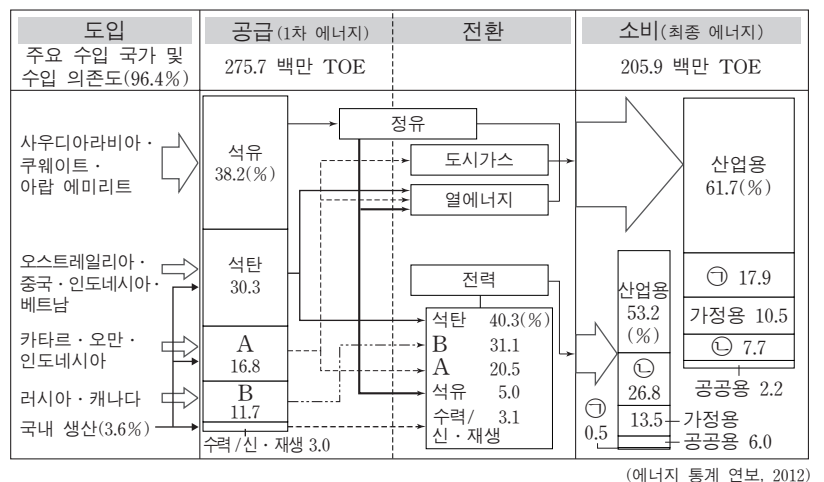 도입
주요 수입 국가 및
수입 의존도(96.4%)
공급(1차 에너지)
275.7 백만 TOE
전환
소비(최종 에너지)
205.9 백만 TOE
사우디아라비아·
쿠웨이트·
아랍 에미리트
오스트레일리아·
중국·인도네시아·
베트남
카타르·오만·
인도네시아
러시아·캐나다
국내 생산(3.6%)
석유
38.2(%)
석탄
30.3
A
16.8
B
11.7
수력/신·재생 3.0
정유
도시가스
열에너지
전력
석탄 40.3(%)
B 31.1
A 20.5
석유 5.0
수력/
신·재생 3.1
산업용
53.2
(%)
㉡
26.8
13.5 가정용
공공용 6.0
㉠
0.5
산업용
61.7(%)
㉠ 17.9
가정용 10.5
㉡ 7.7
공공용 2.2
(에너지 통계 연보, 2012)